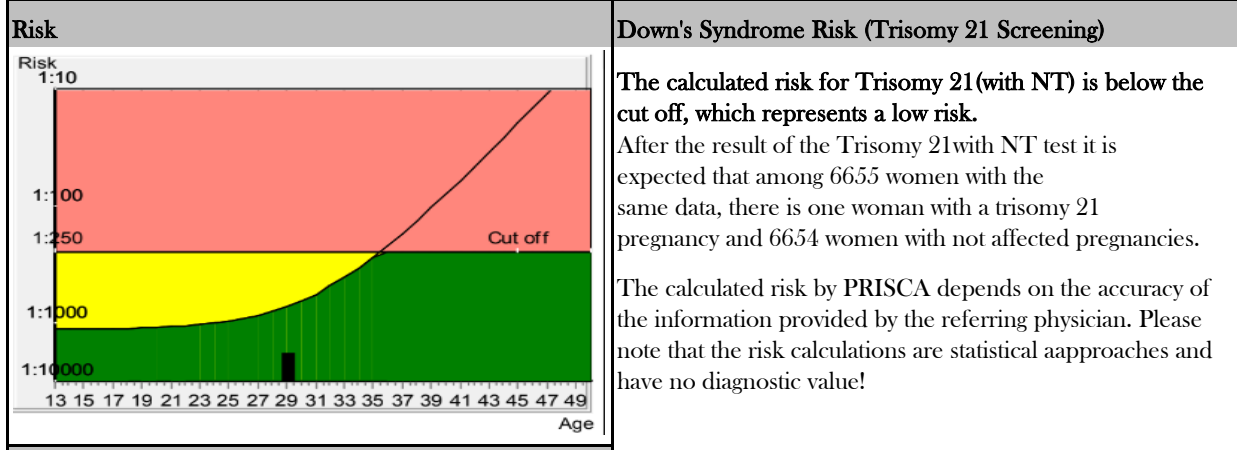 Risk
Risk
1:10
1:100
1:250
Cut off
1:1000
1:10000
13 15 17 19 21 23 25 27 29 31 33 35 37 39 41 43 45 47 49
Age
Down's Syndrome Risk (Trisomy 21 Screening)
The calculated risk for Trisomy 21(with NT) is below the
cut off, which represents a low risk.
After the result of the Trisomy 21with NT test it is
expected that among 6655 women with the
same data, there is one woman with a trisomy 21
pregnancy and 6654 women with not affected pregnancies.
The calculated risk by PRISCA depends on the accuracy of
the information provided by the referring physician. Please
note that the risk calculations are statistical aapproaches and
have no diagnostic value!